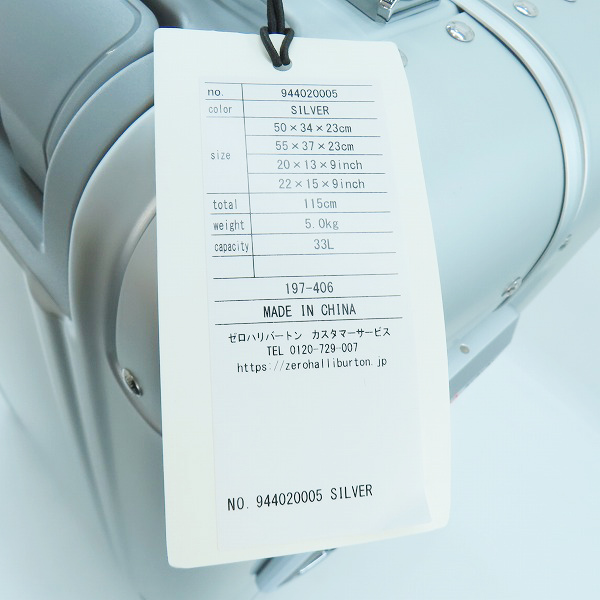 no. 944020005
color SILVER
size 50×34×23cm
55×37×23cm
20×13×9inch
22×15×9inch
total 115cm
weight 5.0kg
capacity 33L
197-406
MADE IN CHINA
ゼロハリバートン カスタマーサービス
TEL 0120-729-007
https://zerohalliburton.jp
NO. 944020005 SILVER